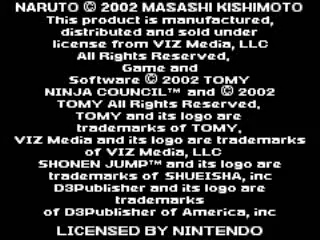 NARUTO © 2002 MASASHI KISHIMOTO
This product is manufactured,
distributed and sold under
license from VIZ Media, LLC
All Rights Reserved,
Game and
Software © 2002 TOMY
NINJA COUNCIL™ and © 2002
TOMY All Rights Reserved,
TOMY and its logo are
trademarks of TOMY,
VIZ Media and its logo are trademarks
of VIZ Media, LLC
SHONEN JUMP™ and its logo are
trademarks of SHUEISHA, inc
D3Publisher and its logo are
trademarks
of D3Publisher of America, inc
LICENSED BY NINTENDO